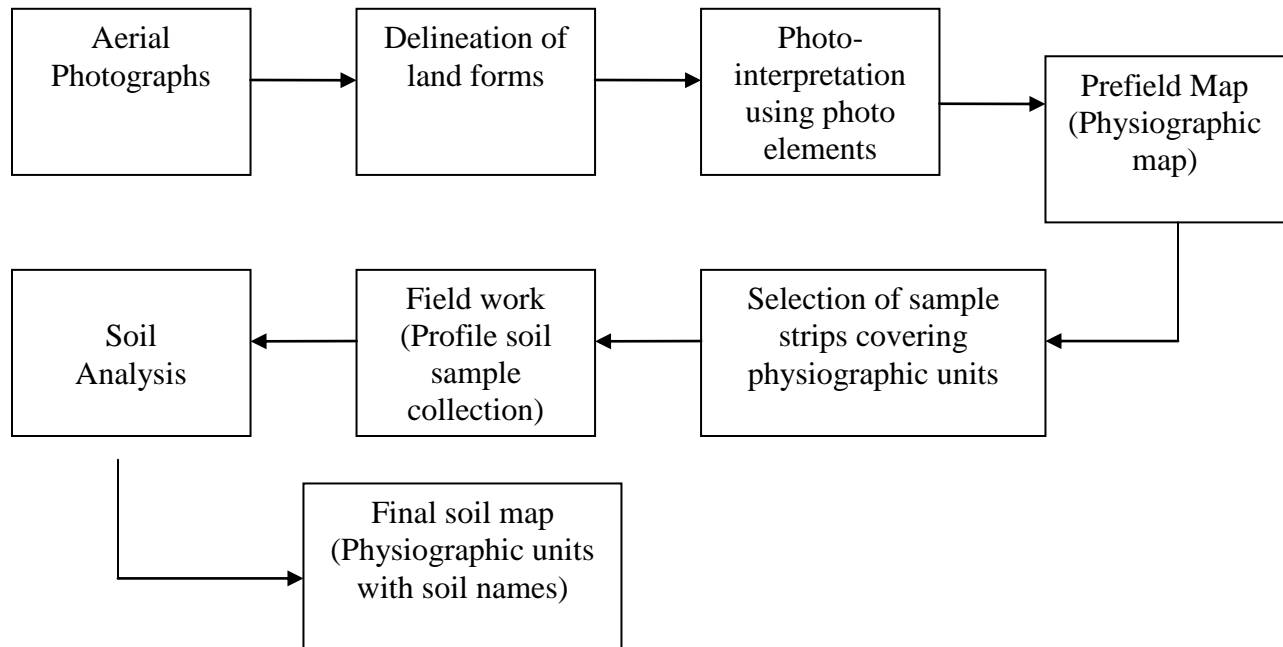 Aerial
Photographs
Delineation of
land forms
Photo-
interpretation
using photo
elements
Prefield Map
(Physiographic
map)
Selection of sample
strips covering
physiographic units
Field work
(Profile soil
sample
collection)
Soil
Analysis
Final soil map
(Physiographic units
with soil names)